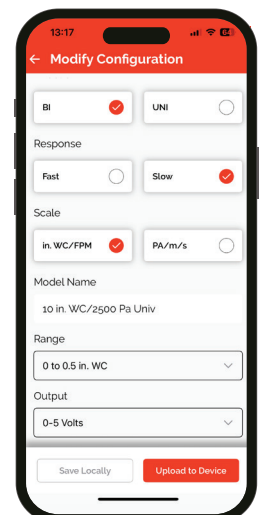 13:17
64
← Modify Configuration
BI
UNI
Response
Fast
Slow
Scale
in. WC/FPM
PA/m/s
Model Name
10 in. WC/2500 Pa Univ
Range
0 to 0.5 in. WC
Output
0-5 Volts
Save Locally
Upload to Device